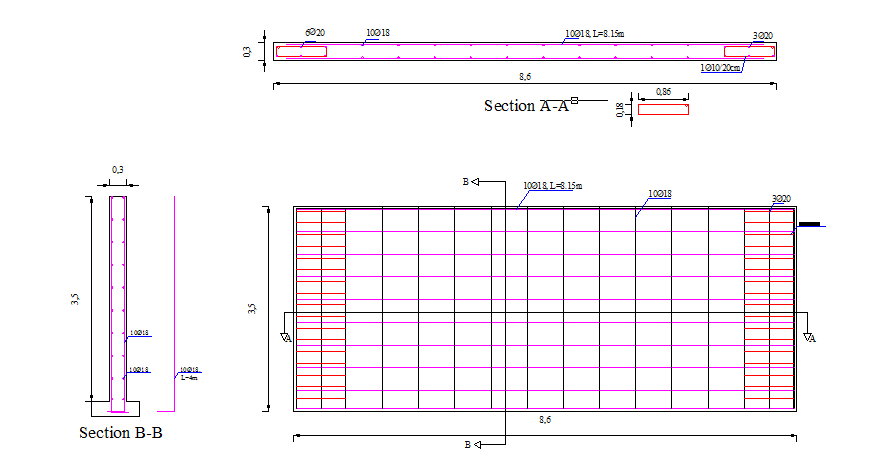 6Ø20
10Ø18
10Ø18, L=8.15m
3Ø20
0,3
1Ø10/20cm
8,6
Section A-A
0,86
0,18
0,3
B
10Ø18, L=8.15m
10Ø18
3Ø20
3,5
3,5
10Ø18
10Ø18
10Ø18
L=4m
A
A
8,6
Section B-B
B